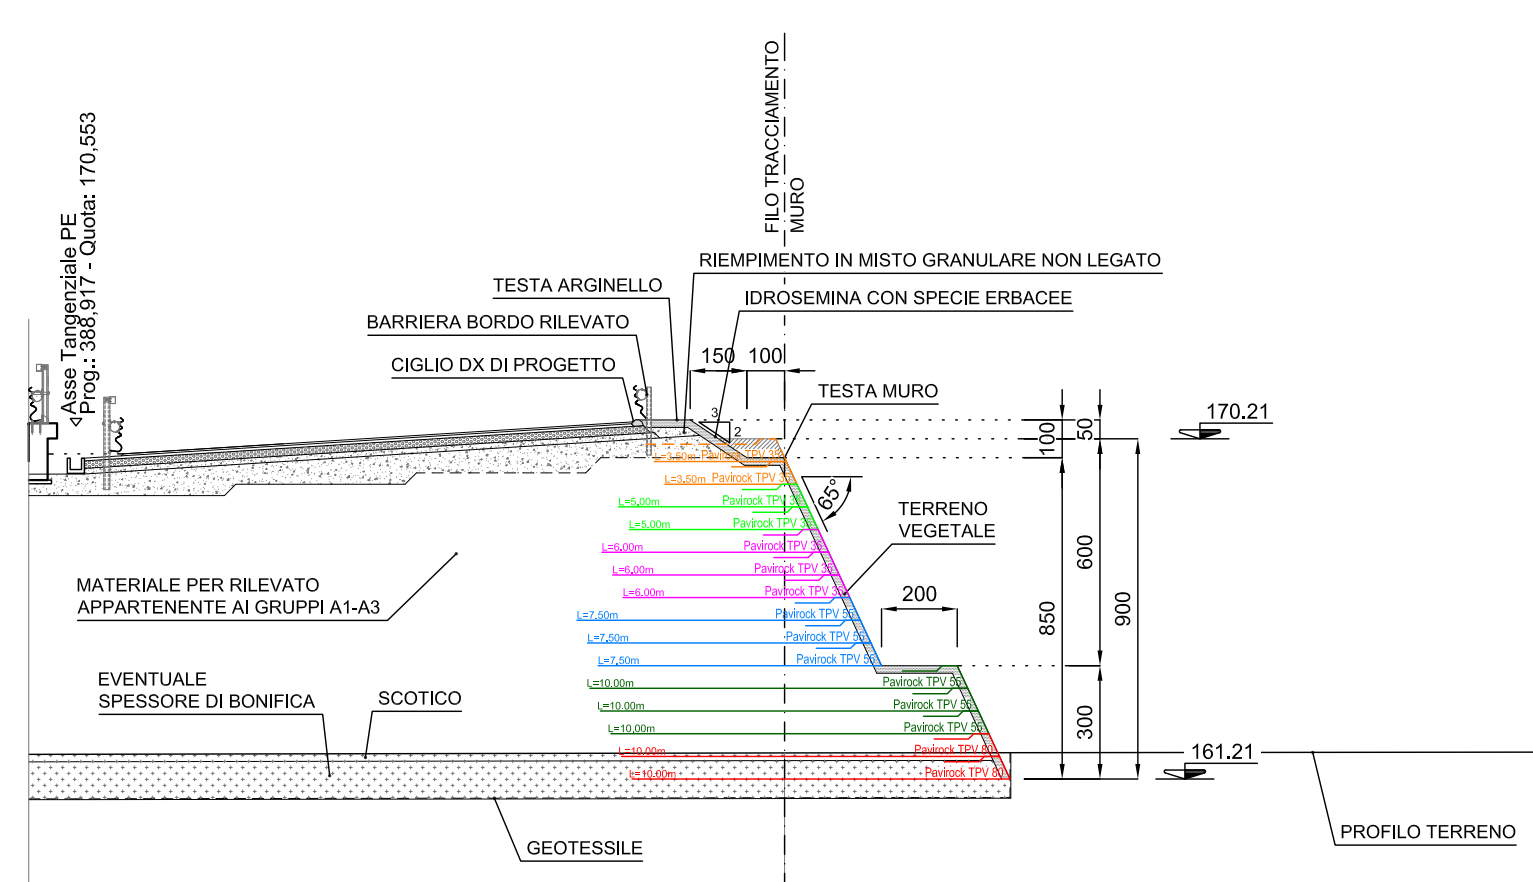 FILO TRACCIAMENTO
MURO
Asse Tangenziale PE
Prog.: 388,917 - Quota: 170,553
RIEMPIMENTO IN MISTO GRANULARE NON LEGATO
TESTA ARGINELLO
IDROSEMINA CON SPECIE ERBACEE
BARRIERA BORDO RILEVATO
CIGLIO DX DI PROGETTO
150
100
TESTA MURO
3
2
170.21
100
50
L=3.50m Pavirock TPV 35
L=3.50m Pavirock TPV 35
L=5.00m Pavirock TPV 35
L=5.00m Pavirock TPV 35
L=6.00m Pavirock TPV 35
L=6.00m Pavirock TPV 35
L=6.00m Pavirock TPV 35
L=7.50m Pavirock TPV 55
L=7.50m Pavirock TPV 55
L=7.50m Pavirock TPV 55
L=10.00m Pavirock TPV 55
L=10.00m Pavirock TPV 55
L=10.00m Pavirock TPV 55
L=10.00m Pavirock TPV 80
L=10.00m Pavirock TPV 80
65°
TERRENO
VEGETALE
200
600
850
900
300
MATERIALE PER RILEVATO
APPARTENENTE AI GRUPPI A1-A3
EVENTUALE
SPESSORE DI BONIFICA
SCOTICO
161.21
PROFILO TERRENO
GEOTESSILE